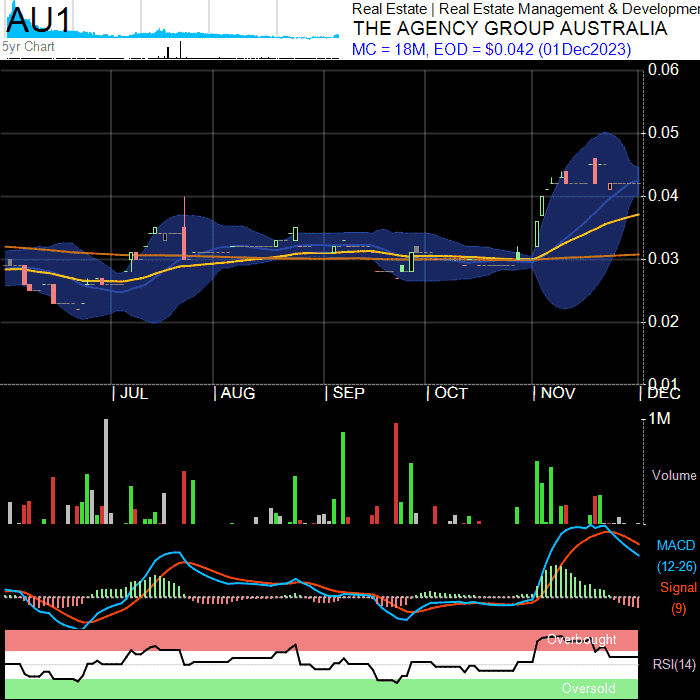 AU1
Real Estate | Real Estate Management & Developmen
THE AGENCY GROUP AUSTRALIA
5yr Chart
MC = 18M, EOD = $0.042 (01Dec2023)
0.06
0.05
0.04
0.03
0.02
0.01
| JUL | AUG | SEP | OCT | NOV | DEC
1M
Volume
MACD
(12-26)
Signal
(9)
Overbought
RSI(14)
Oversold